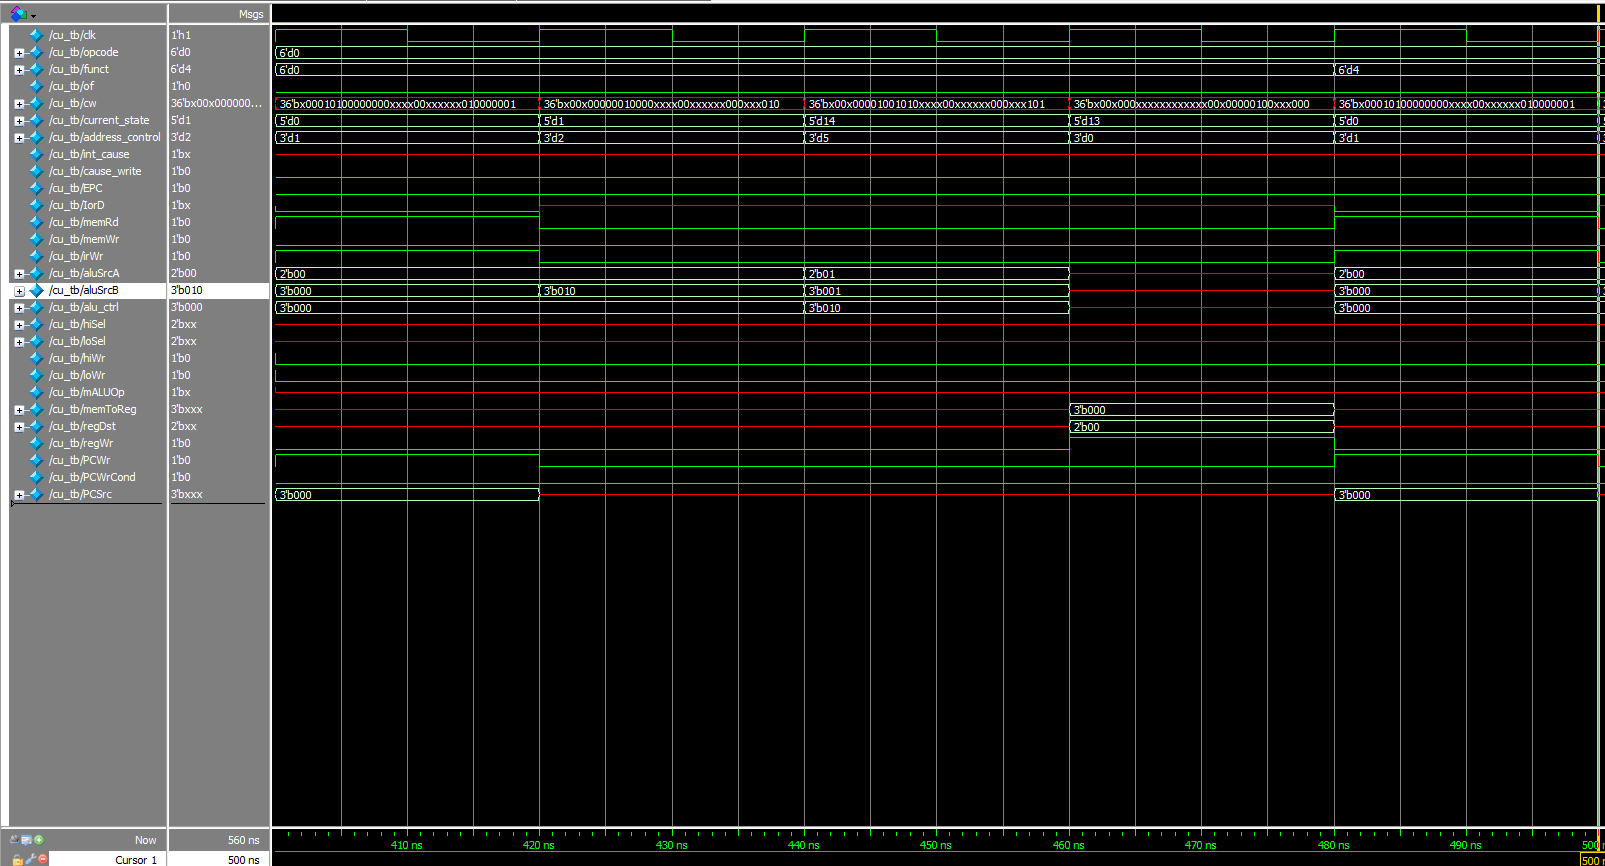 Msgs
/cu_tb/clk 1'h1
/cu_tb/opcode 6'd0 6'd0
/cu_tb/funct 6'd4 6'd0 6'd4
/cu_tb/of 1'h0
/cu_tb/cw 36'bx00x000000... 36'bx00010100000000xxxx00xxxxxx010000001 36'bx00x00000010000xxxx00xxxxxx000xxx010 36'bx00x00001001010xxxx00xxxxxx000xxx101 36'bx00x000xxxxxxxxxxxx00x00000100xxx000 36'bx00010100000000xxxx00xxxxxx010000001
/cu_tb/current_state 5'd1 5'd0 5'd1 5'd14 5'd13 5'd0
/cu_tb/address_control 3'd2 3'd1 3'd2 3'd5 3'd0 3'd1
/cu_tb/int_cause 1'bx
/cu_tb/cause_write 1'b0
/cu_tb/EPC 1'b0
/cu_tb/IorD 1'bx
/cu_tb/memRd 1'b0
/cu_tb/memWr 1'b0
/cu_tb/irWr 1'b0
/cu_tb/aluSrcA 2'b00 2'b00 2'b01 2'b00
/cu_tb/aluSrcB 3'b010 3'b000 3'b010 3'b001 3'b000
/cu_tb/alu_ctrl 3'b000 3'b000 3'b010 3'b000
/cu_tb/hiSel 2'bxx
/cu_tb/loSel 2'bxx
/cu_tb/hiWr 1'b0
/cu_tb/loWr 1'b0
/cu_tb/mALUOp 1'bx
/cu_tb/memToReg 3'bxxx 3'b000
/cu_tb/regDst 2'bxx 2'b00
/cu_tb/regWr 1'b0
/cu_tb/PCWr 1'b0
/cu_tb/PCWrCond 1'b0
/cu_tb/PCSrc 3'bxxx 3'b000 3'b000
Now 560 ns 410 ns 420 ns 430 ns 440 ns 450 ns 460 ns 470 ns 480 ns 490 ns 500
Cursor 1 500 ns 500 n